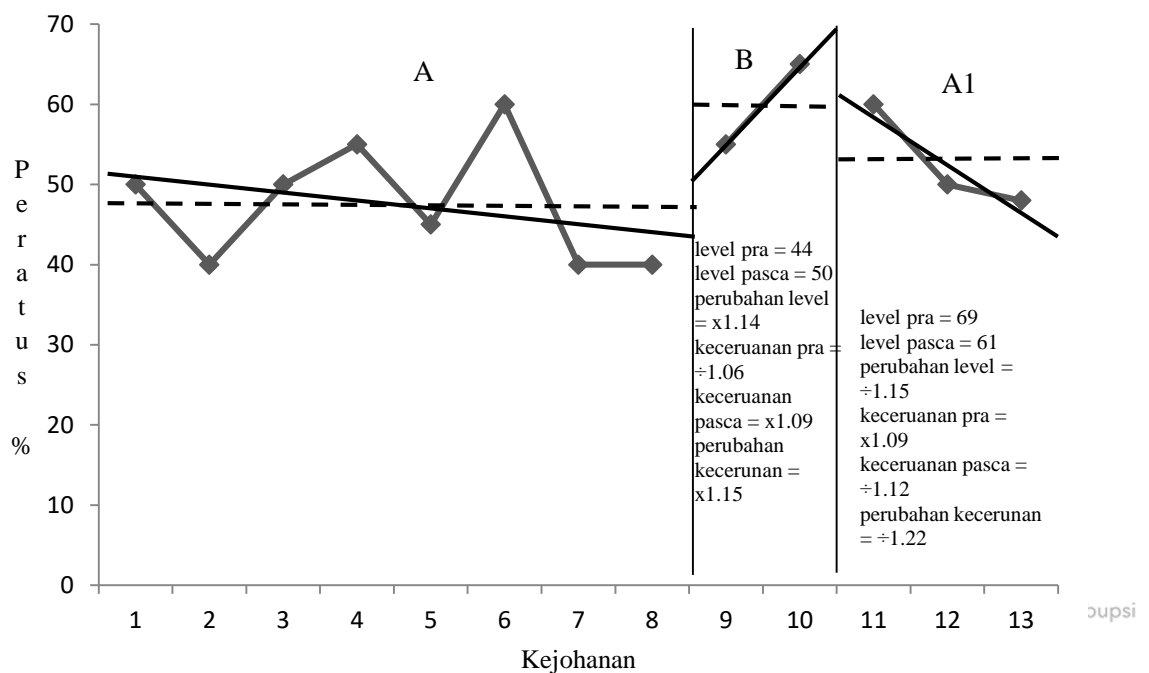 70
60
50
40
30
20
10
0
Peratus
%
A
B
A1
level pra = 44
level pasca = 50
perubahan level
= x1.14
keceruanan pra =
÷1.06
keceruanan
pasca = x1.09
perubahan
kecerunan =
x1.15
level pra = 69
level pasca = 61
perubahan level =
÷1.15
keceruanan pra =
x1.09
keceruanan pasca =
÷1.12
perubahan kecerunan
= ÷1.22
1 2 3 4 5 6 7 8 9 10 11 12 13
Kejohanan